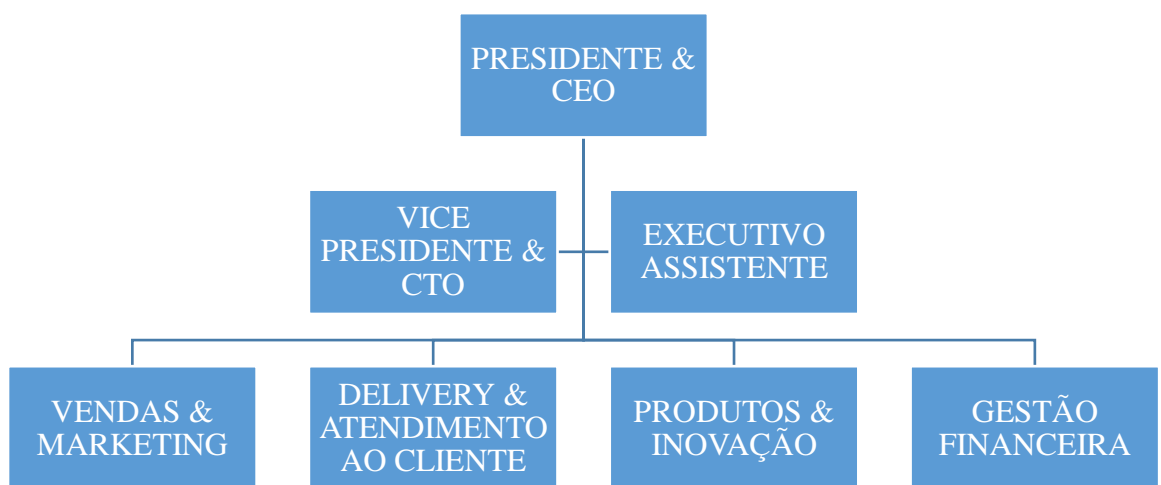 PRESIDENTE &
CEO
VICE
PRESIDENTE &
CTO
EXECUTIVO
ASSISTENTE
VENDAS &
MARKETING
DELIVERY &
ATENDIMENTO
AO CLIENTE
PRODUTOS &
INOVAÇÃO
GESTÃO
FINANCEIRA